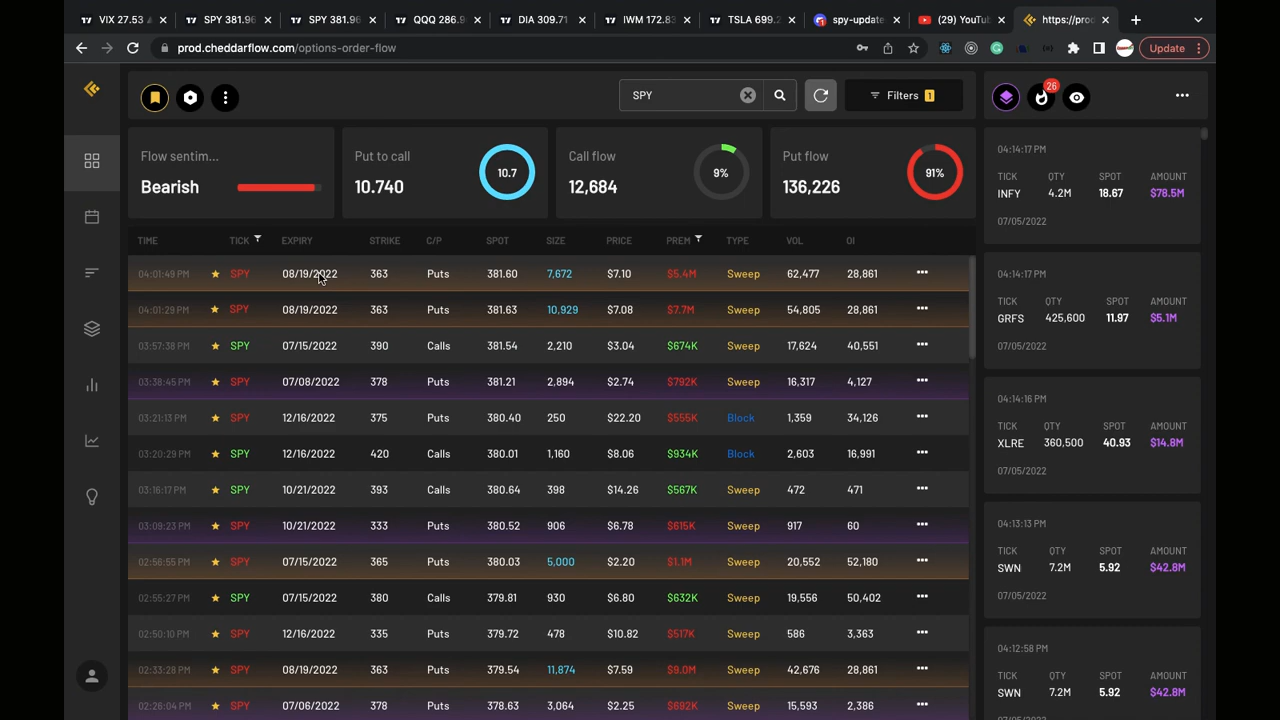 VIX 27.53 SPY 381.96 SPY 381.96 QQQ 286.9 DIA 309.71 IWM 172.83 TSLA 699.2 spy-update (29) YouTub https://prod
prod.cheddarflow.com/options-order-flow Update
SPY Filters 1 26
Flow sentim... Put to call Call flow Put flow
Bearish 10.740 10.7 12,684 9% 136,226 91%
TIME TICK EXPIRY STRIKE C/P SPOT SIZE PRICE PREM TYPE VOL OI
04:01:49 PM SPY 08/19/2022 363 Puts 381.60 7,672 $7.10 $5.4M Sweep 62,477 28,861
04:01:29 PM SPY 08/19/2022 363 Puts 381.63 10,929 $7.08 $7.7M Sweep 54,805 28,861
03:57:38 PM SPY 07/15/2022 390 Calls 381.54 2,210 $3.04 $674K Sweep 17,624 40,551
03:38:45 PM SPY 07/08/2022 378 Puts 381.21 2,894 $2.74 $792K Sweep 16,317 4,127
03:21:13 PM SPY 12/16/2022 375 Puts 380.40 250 $22.20 $555K Block 1,359 34,126
03:20:29 PM SPY 12/16/2022 420 Calls 380.01 1,160 $8.06 $934K Block 2,603 16,991
03:16:17 PM SPY 10/21/2022 393 Calls 380.64 398 $14.26 $567K Sweep 472 471
03:09:23 PM SPY 10/21/2022 333 Puts 380.52 906 $6.78 $615K Sweep 917 60
02:56:55 PM SPY 07/15/2022 365 Puts 380.03 5,000 $2.20 $1.1M Sweep 20,552 52,180
02:55:27 PM SPY 07/15/2022 380 Calls 379.81 930 $6.80 $632K Sweep 19,556 50,402
02:50:10 PM SPY 12/16/2022 335 Puts 379.72 478 $10.82 $517K Sweep 586 3,363
02:33:28 PM SPY 08/19/2022 363 Puts 379.54 11,874 $7.59 $9.0M Sweep 42,676 28,861
02:26:04 PM SPY 07/06/2022 378 Puts 378.63 3,064 $2.25 $692K Sweep 15,593 2,386
04:14:17 PM
TICK QTY SPOT AMOUNT
INFY 4.2M 18.67 $78.5M
07/05/2022
04:14:17 PM
TICK QTY SPOT AMOUNT
GRFS 425,600 11.97 $5.1M
07/05/2022
04:14:16 PM
TICK QTY SPOT AMOUNT
XLRE 360,500 40.93 $14.8M
07/05/2022
04:13:13 PM
TICK QTY SPOT AMOUNT
SWN 7.2M 5.92 $42.8M
07/05/2022
04:12:58 PM
TICK QTY SPOT AMOUNT
SWN 7.2M 5.92 $42.8M